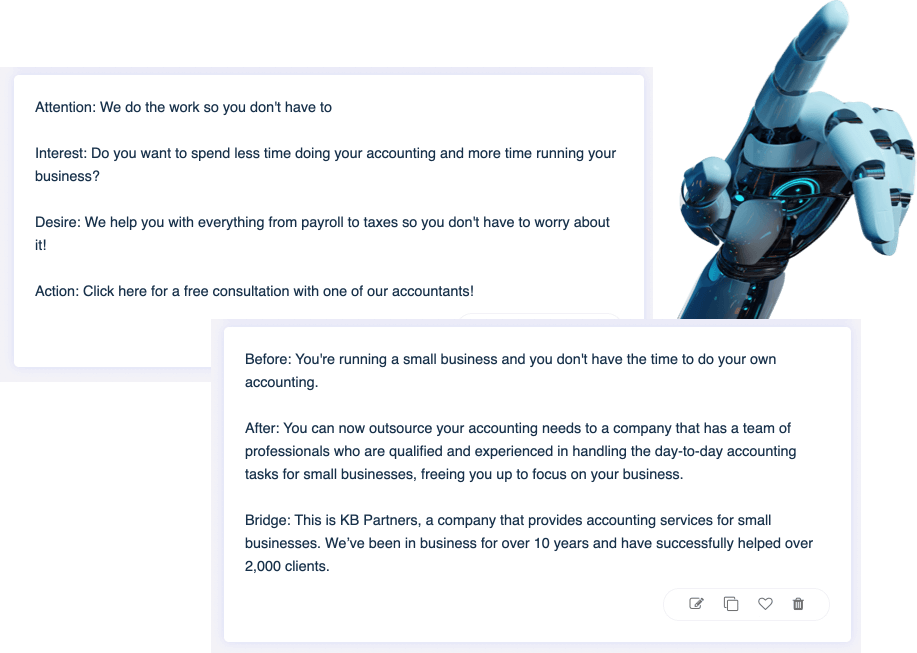 Attention: We do the work so you don't have to
Interest: Do you want to spend less time doing your accounting and more time running your
business?
Desire: We help you with everything from payroll to taxes so you don't have to worry about
it!
Action: Click here for a free consultation with one of our accountants!
Before: You're running a small business and you don't have the time to do your own
accounting.
After: You can now outsource your accounting needs to a company that has a team of
professionals who are qualified and experienced in handling the day-to-day accounting
tasks for small businesses, freeing you up to focus on your business.
Bridge: This is KB Partners, a company that provides accounting services for small
businesses. We've been in business for over 10 years and have successfully helped over
2,000 clients.